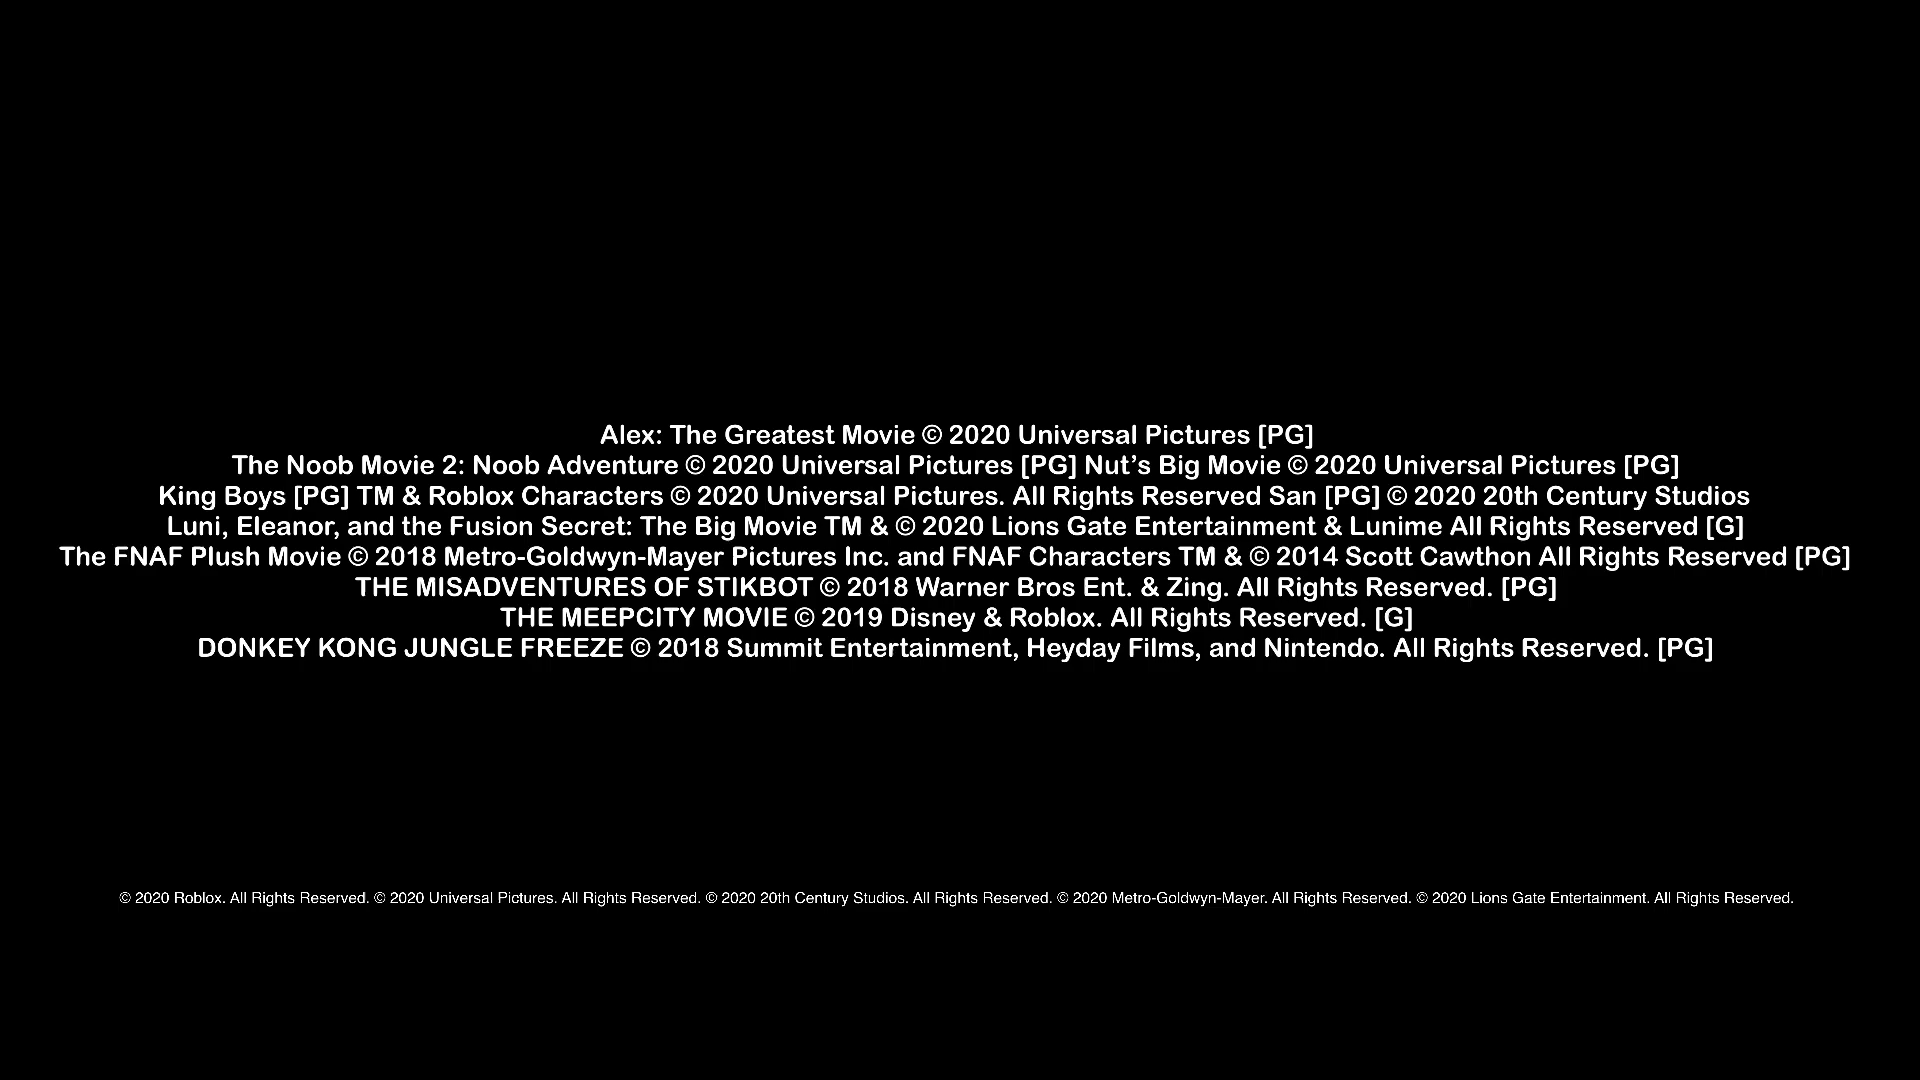 Alex: The Greatest Movie © 2020 Universal Pictures [PG]
The Noob Movie 2: Noob Adventure © 2020 Universal Pictures [PG] Nut’s Big Movie © 2020 Universal Pictures [PG]
King Boys [PG] TM & Roblox Characters © 2020 Universal Pictures. All Rights Reserved San [PG] © 2020 20th Century Studios
Luni, Eleanor, and the Fusion Secret: The Big Movie TM & © 2020 Lions Gate Entertainment & Lunime All Rights Reserved [G]
The FNAF Plush Movie © 2018 Metro-Goldwyn-Mayer Pictures Inc. and FNAF Characters TM & © 2014 Scott Cawthon All Rights Reserved [PG]
THE MISADVENTURES OF STIKBOT © 2018 Warner Bros Ent. & Zing. All Rights Reserved. [PG]
THE MEEPCITY MOVIE © 2019 Disney & Roblox. All Rights Reserved. [G]
DONKEY KONG JUNGLE FREEZE © 2018 Summit Entertainment, Heyday Films, and Nintendo. All Rights Reserved. [PG]
© 2020 Roblox. All Rights Reserved. © 2020 Universal Pictures. All Rights Reserved. © 2020 20th Century Studios. All Rights Reserved. © 2020 Metro-Goldwyn-Mayer. All Rights Reserved. © 2020 Lions Gate Entertainment. All Rights Reserved.